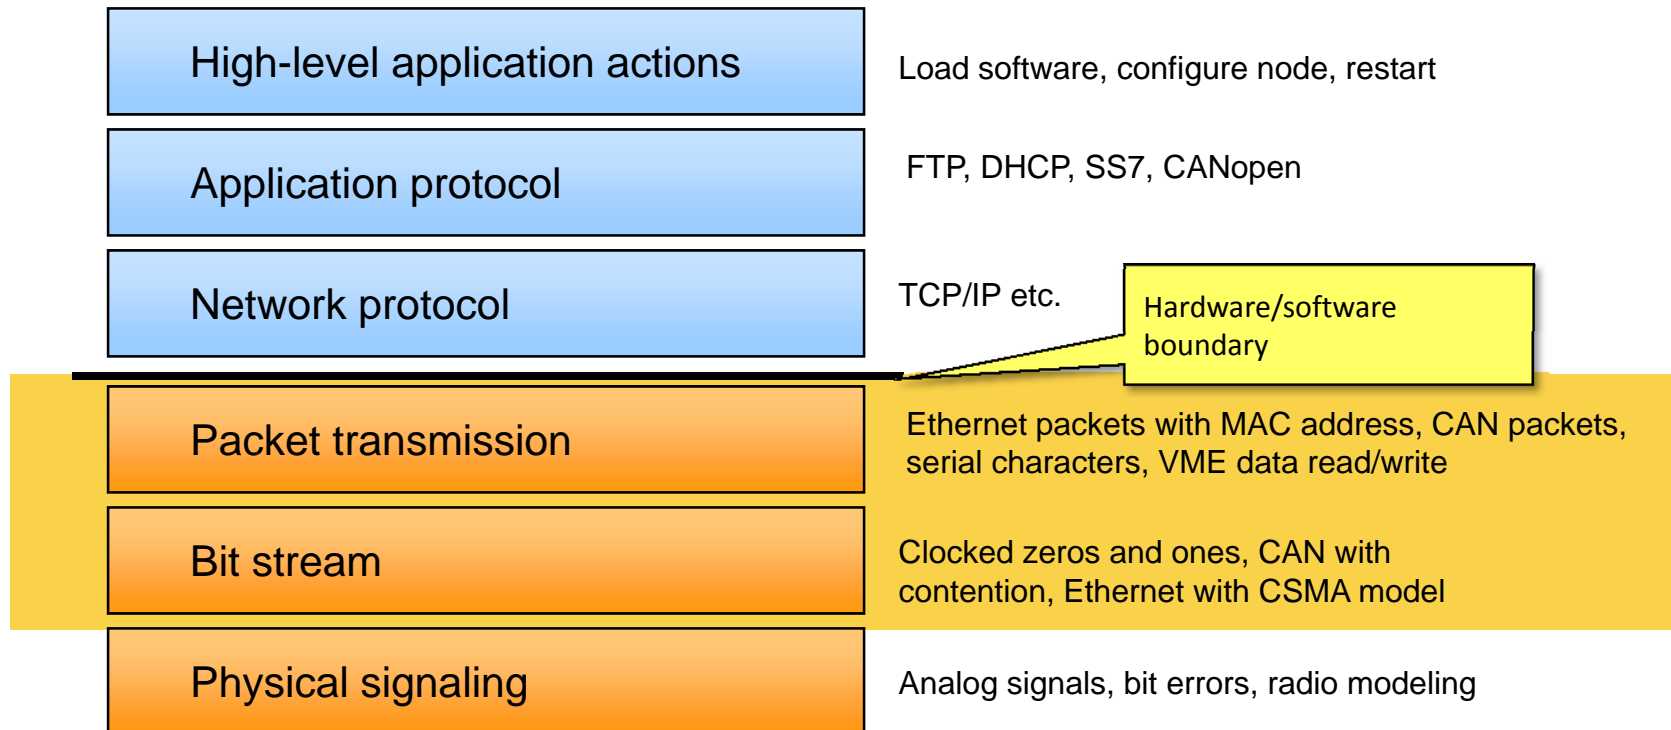 High-level application actions
Load software, configure node, restart
Application protocol
FTP, DHCP, SS7, CANopen
Network protocol
TCP/IP etc.
Hardware/software
boundary
Packet transmission
Ethernet packets with MAC address, CAN packets,
serial characters, VME data read/write
Bit stream
Clocked zeros and ones, CAN with
contention, Ethernet with CSMA model
Physical signaling
Analog signals, bit errors, radio modeling